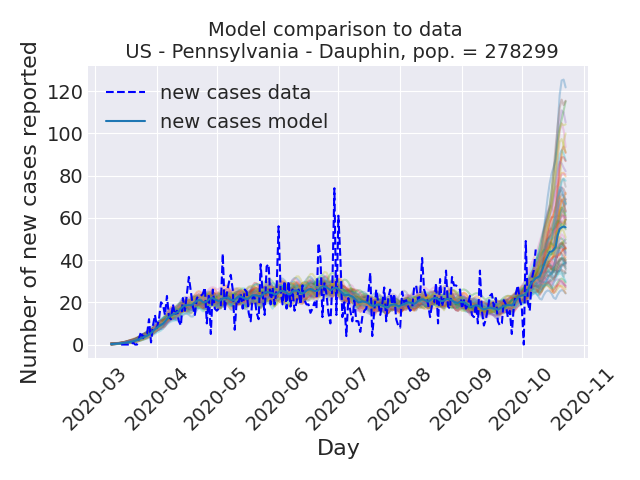 Model comparison to data
US - Pennsylvania - Dauphin, pop. = 278299
Number of new cases reported
120
100
80
60
40
20
0
new cases data
new cases model
2020-03
2020-04
2020-05
2020-06
2020-07
2020-08
2020-09
2020-10
2020-11
Day